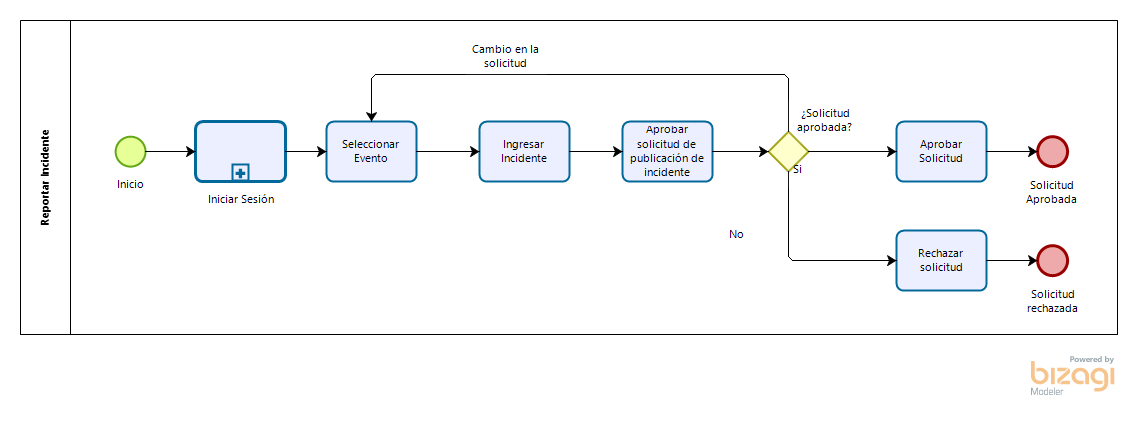 Reportar Incidente
Cambio en la
solicitud
¿Solicitud
aprobada?
Inicio
Iniciar Sesión
Seleccionar
Evento
Ingresar
Incidente
Aprobar
solicitud de
publicación de
incidente
Si
Aprobar
Solicitud
Solicitud
Aprobada
No
Rechazar
solicitud
Solicitud
rechazada
Powered by
bizagi
Modeler